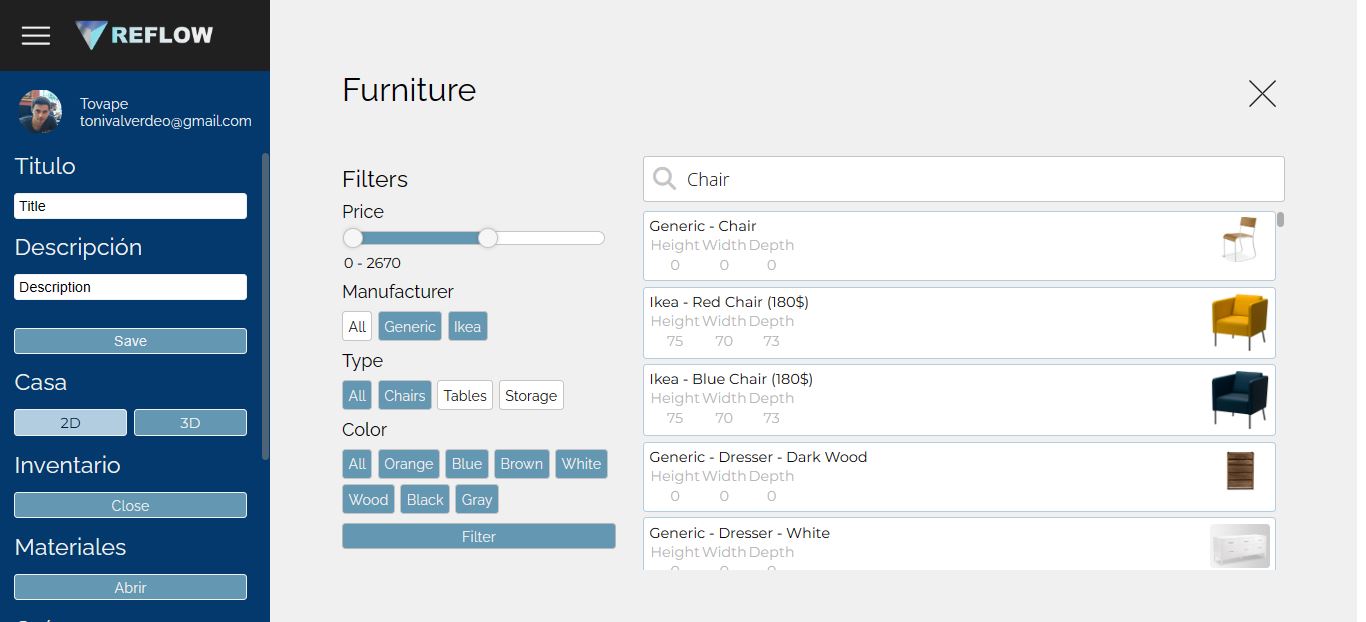 REFLOW
Tovape
tonivalverdeo@gmail.com
Titulo
Title
Descripción
Description
Save
Casa
2D 3D
Inventario
Close
Materiales
Abrir
Furniture
Filters
Price
0 - 2670
Manufacturer
All Generic Ikea
Type
All Chairs Tables Storage
Color
All Orange Blue Brown White
Wood Black Gray
Filter
Chair
Generic - Chair
Height Width Depth
0 0 0
Ikea - Red Chair (180$)
Height Width Depth
75 70 73
Ikea - Blue Chair (180$)
Height Width Depth
75 70 73
Generic - Dresser - Dark Wood
Height Width Depth
0 0 0
Generic - Dresser - White
Height Width Depth